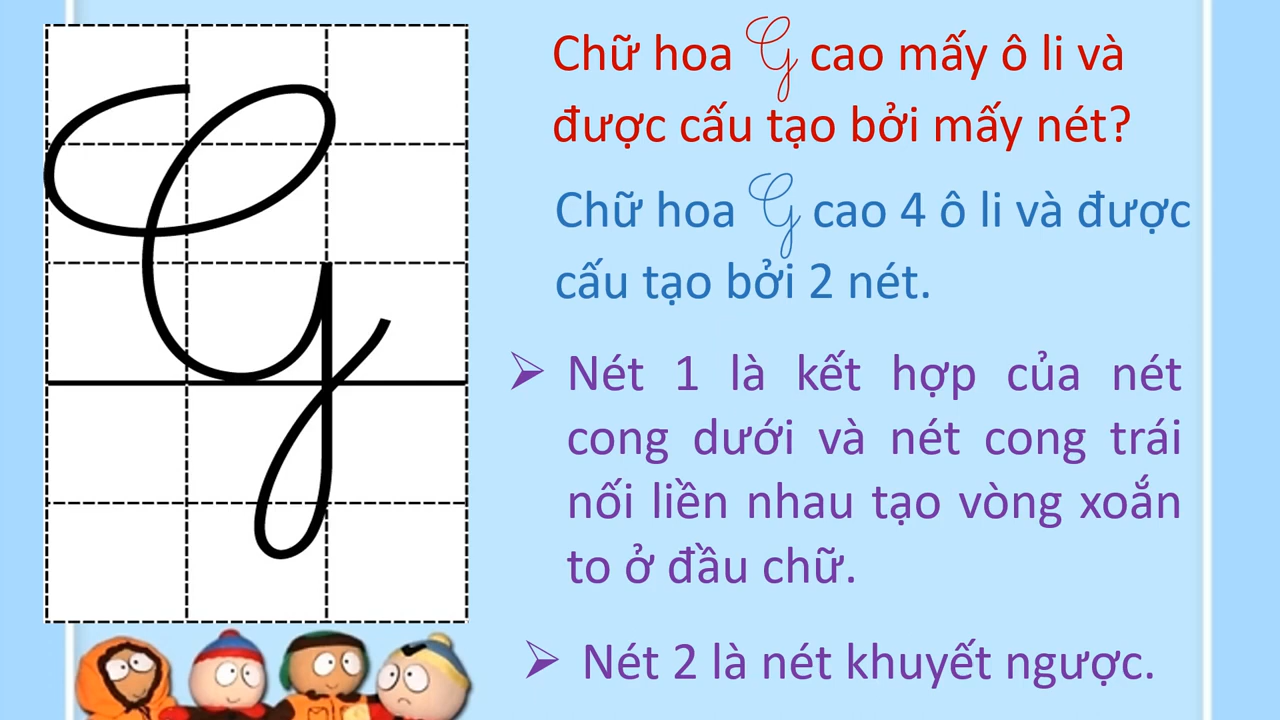 G
Chữ hoa G cao mấy ô li và
được cấu tạo bởi mấy nét?
Chữ hoa G cao 4 ô li và được
cấu tạo bởi 2 nét.
Nét 1 là kết hợp của nét
cong dưới và nét cong trái
nối liền nhau tạo vòng xoắn
to ở đầu chữ.
Nét 2 là nét khuyết ngược.